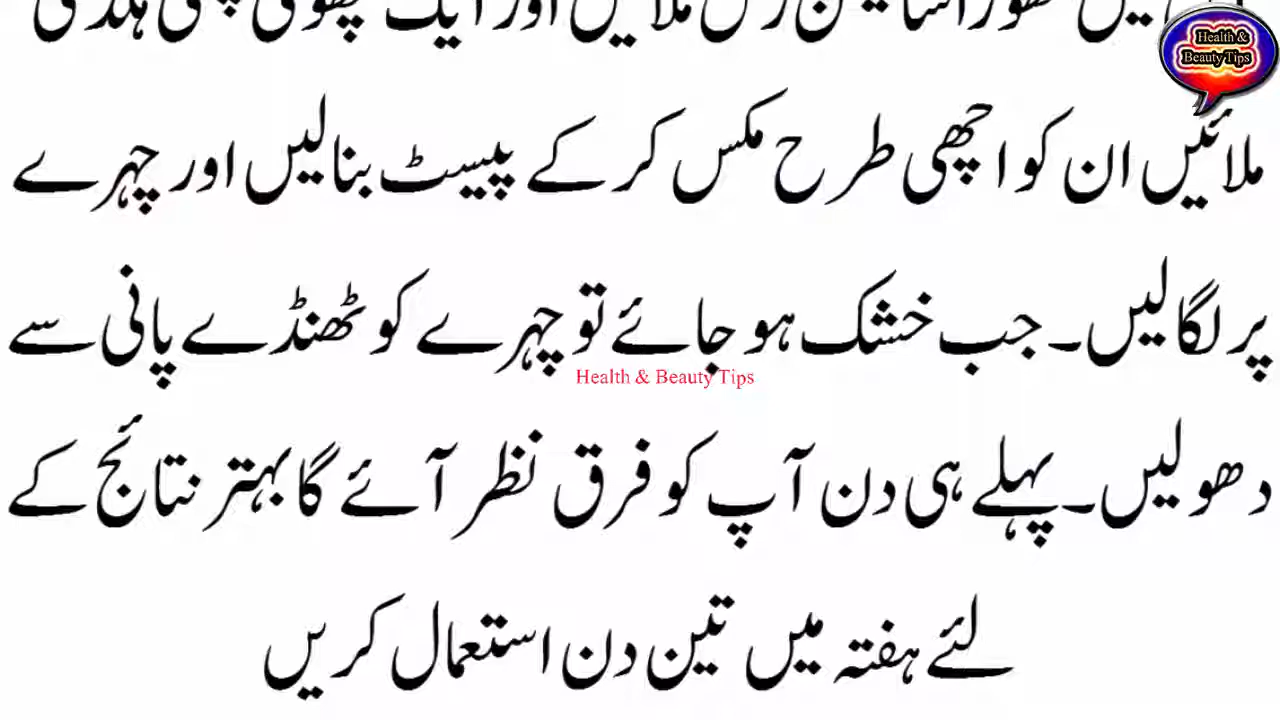 اور ایک
Health &
Beauty Tips
ملائیں ان کو اچھی طرح مکس کر کے پیسٹ بنالیں اور چہرے
پر لگالیں۔ جب خشک ہو جائے تو چہرے کو ٹھنڈے پانی سے
Health & Beauty Tips
دھولیں۔ پہلے ہی دن آپ کو فرق نظر آئے گا بہتر نتائج کے
لئے ہفتہ میں تین دن استعمال کریں